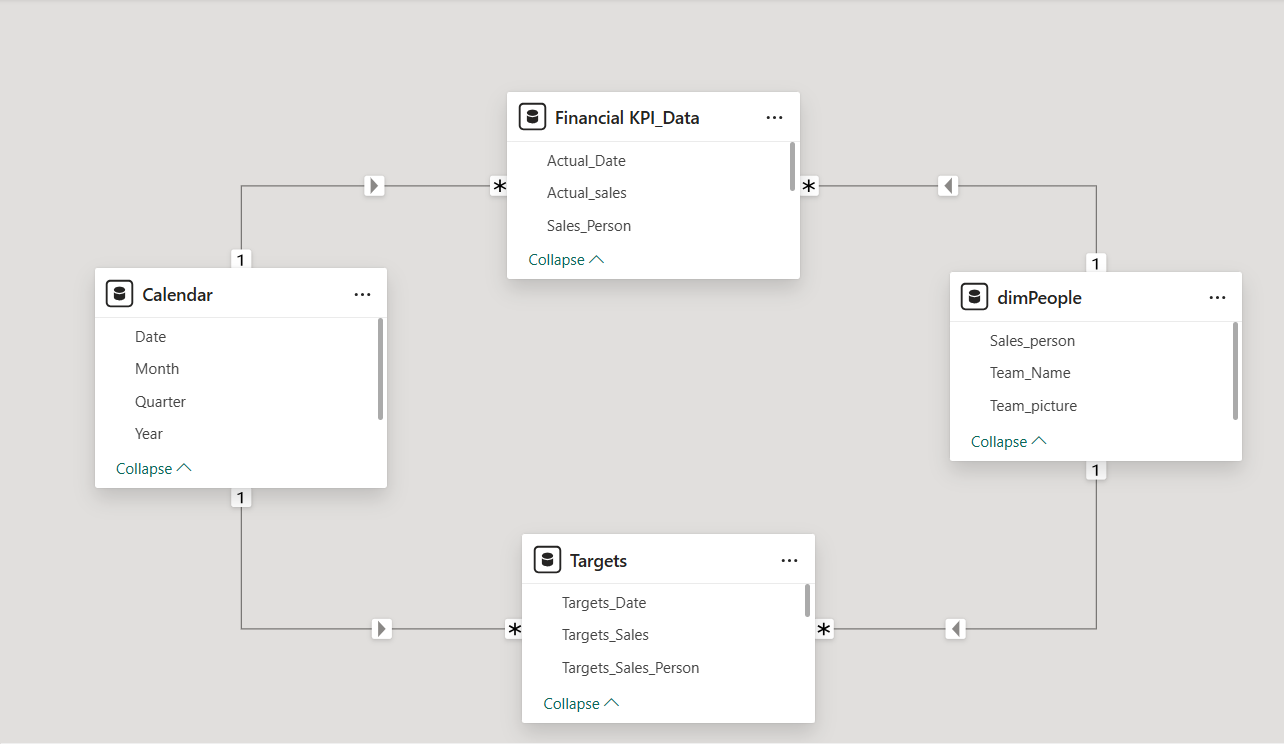 Financial KPI_Data
Actual_Date
Actual_sales
Sales_Person
Collapse
*
*
1
1
Calendar
Date
Month
Quarter
Year
Collapse
dimPeople
Sales_person
Team_Name
Team_picture
Collapse
1
1
Targets
Targets_Date
Targets_Sales
Targets_Sales_Person
Collapse
*
*